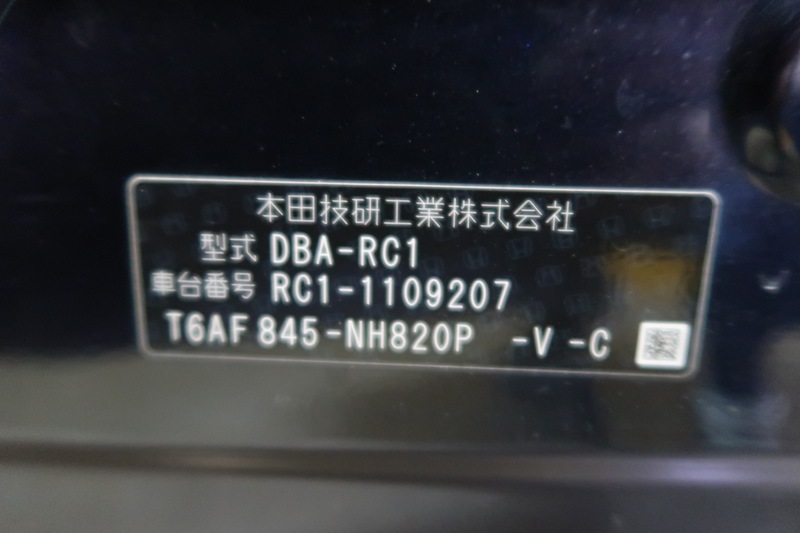 本田技研工業株式会社
型式 DBA-RC1
車台番号 RC1-1109207
T6AF 845-NH820P -V -C